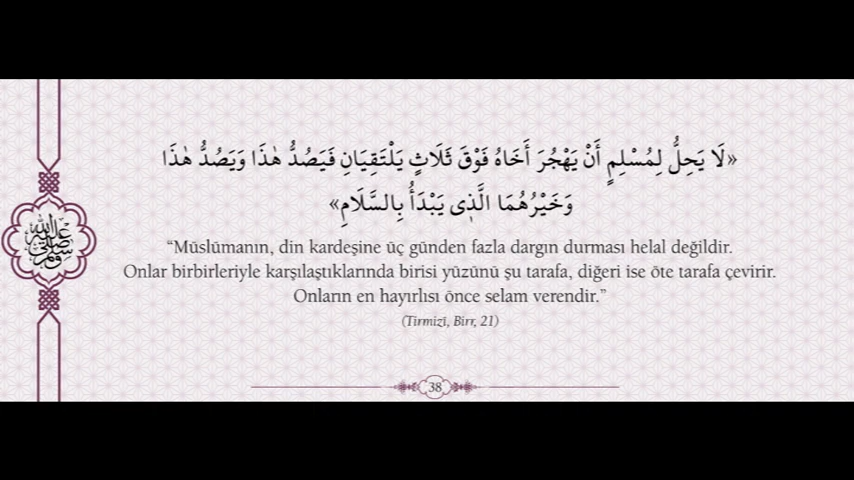 «لَا يَحِلُّ لِمُسْلِمٍ أَنْ يَهْجُرَ أَخَاهُ فَوْقَ ثَلَاثٍ يَلْتَقِيَانِ فَيَصُدُّ هٰذَا وَيَصُدُّ هٰذَا
وَخَيْرُهُمَا الَّذِى يَبْدَأُ بِالسَّلَامِ»
“Müslümanın, din kardeşine üç günden fazla dargın durması helal değildir.
Onlar birbirleriyle karşılaştıklarında birisi yüzünü şu tarafa, diğeri ise öte tarafa çevirir.
Onların en hayırlısı önce selam verendir.”
(Tirmizî, Birr, 21)
38